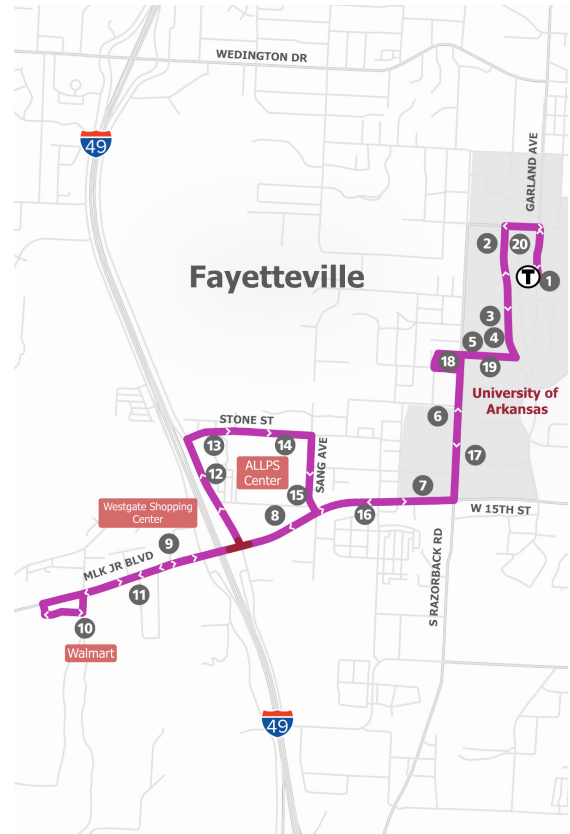 WEDINGTON DR
49
GARLAND AVE
2
20
T
1
Fayetteville
3
4
5
18
19
University of
Arkansas
6
STONE ST
13
14
12
ALLPS
Center
SANG AVE
17
15
7
Westgate Shopping
Center
8
16
W 15TH ST
9
MLK JR BLVD
11
S RAZORBACK RD
10
Walmart
49